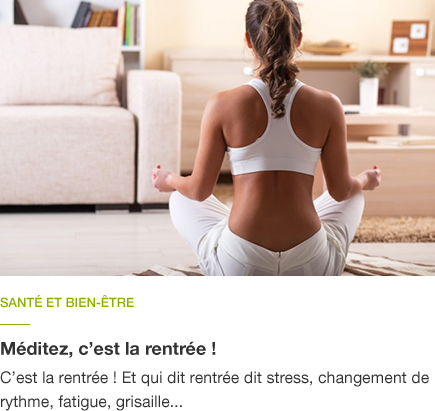 SANTÉ ET BIEN-ÊTRE
Méditez, c’est la rentrée !
C’est la rentrée ! Et qui dit rentrée dit stress, changement de
rythme, fatigue, grisaille...